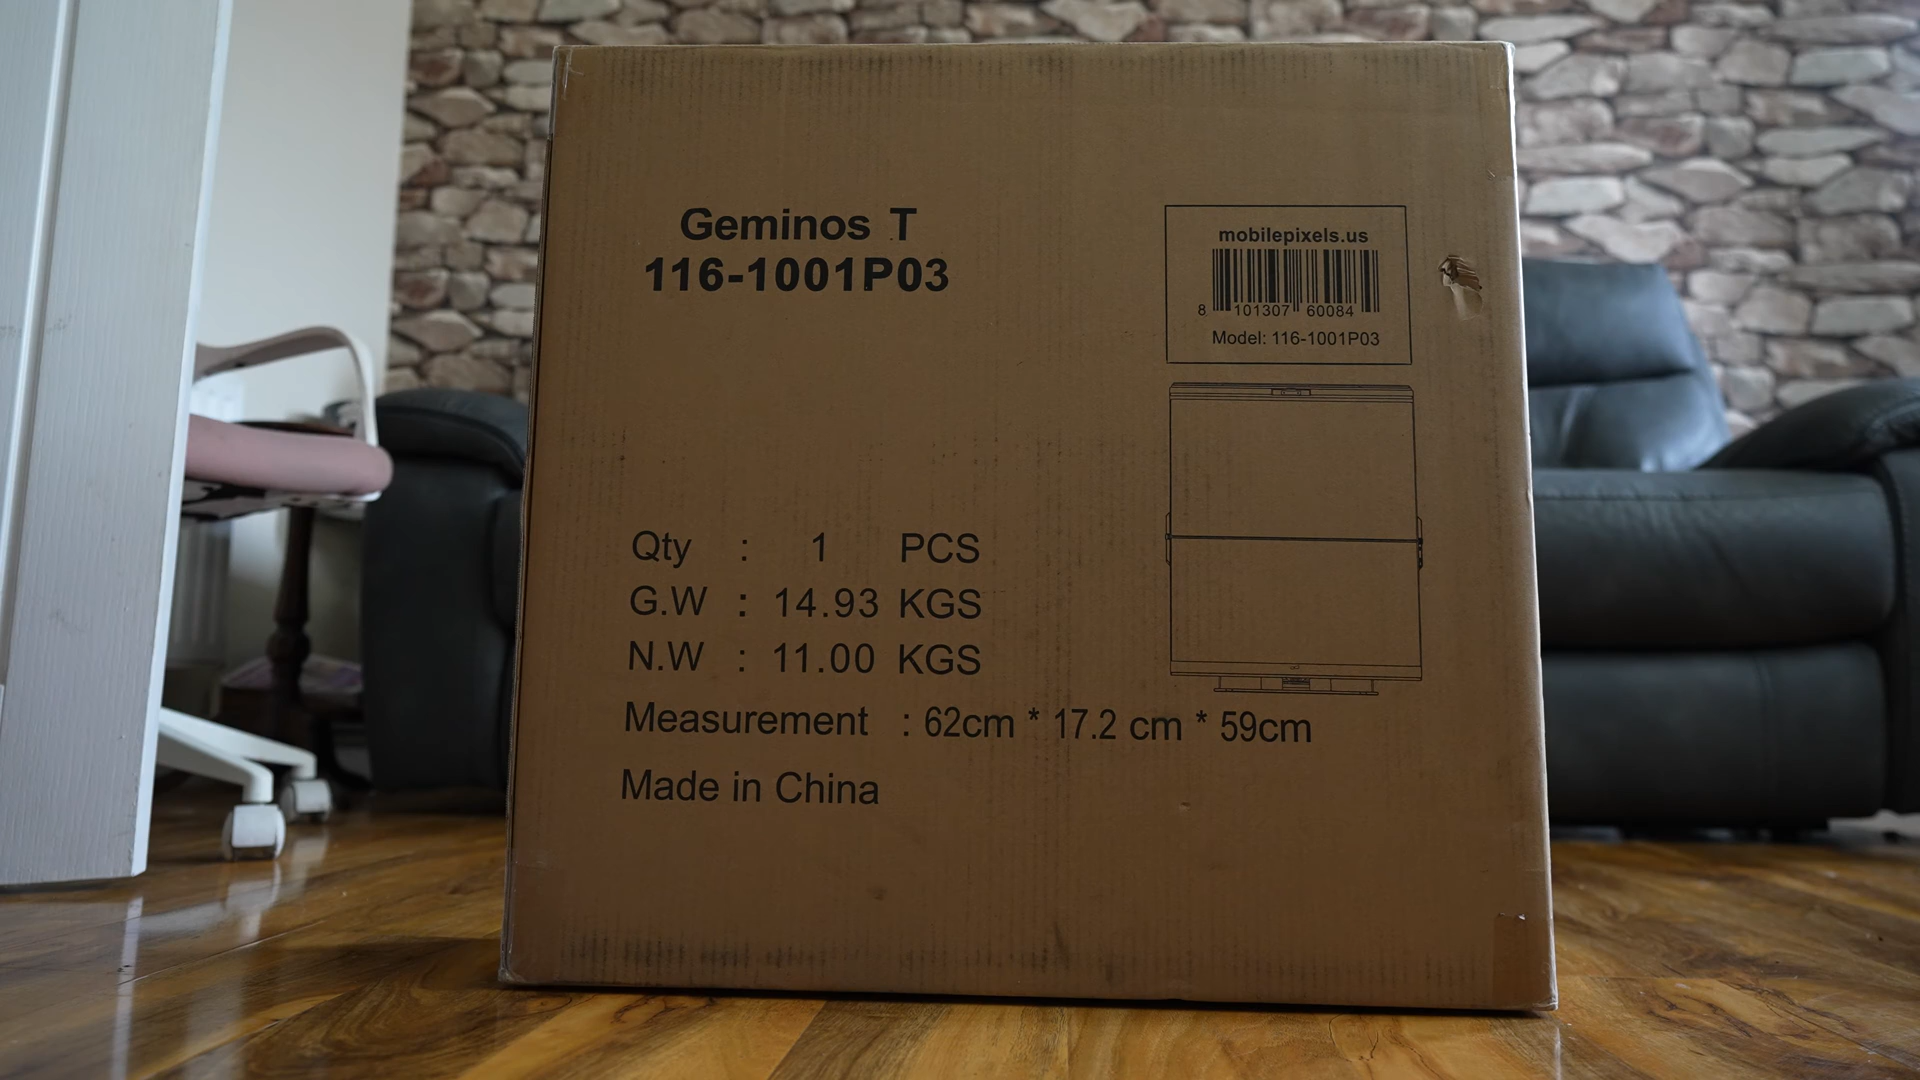 Geminos T
116-1001P03
mobilepixels.us
8 101307 60084
Model: 116-1001P03
Qty : 1 PCS
G.W : 14.93 KGS
N.W : 11.00 KGS
Measurement : 62cm * 17.2 cm * 59cm
Made in China